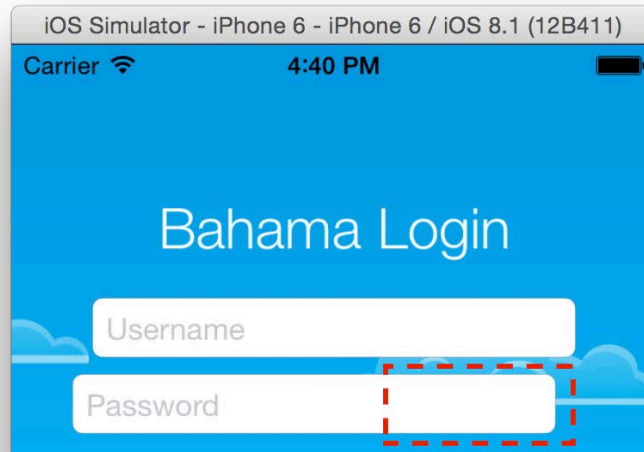 iOS Simulator - iPhone 6 - iPhone 6 / iOS 8.1 (12B411)
Carrier 4:40 PM
Bahama Login
Username
Password